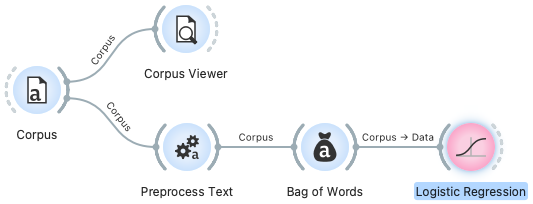 Corpus
Corpus Viewer
Corpus
Corpus
Corpus
Corpus → Data
Preprocess Text
Bag of Words
Logistic Regression